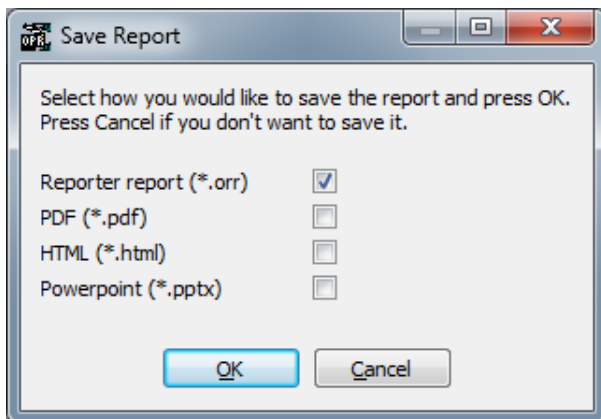 OPR
Save Report
Select how you would like to save the report and press OK.
Press Cancel if you don't want to save it.
Reporter report (*.orr)
PDF (*.pdf)
HTML (*.html)
Powerpoint (*.pptx)
OK
Cancel